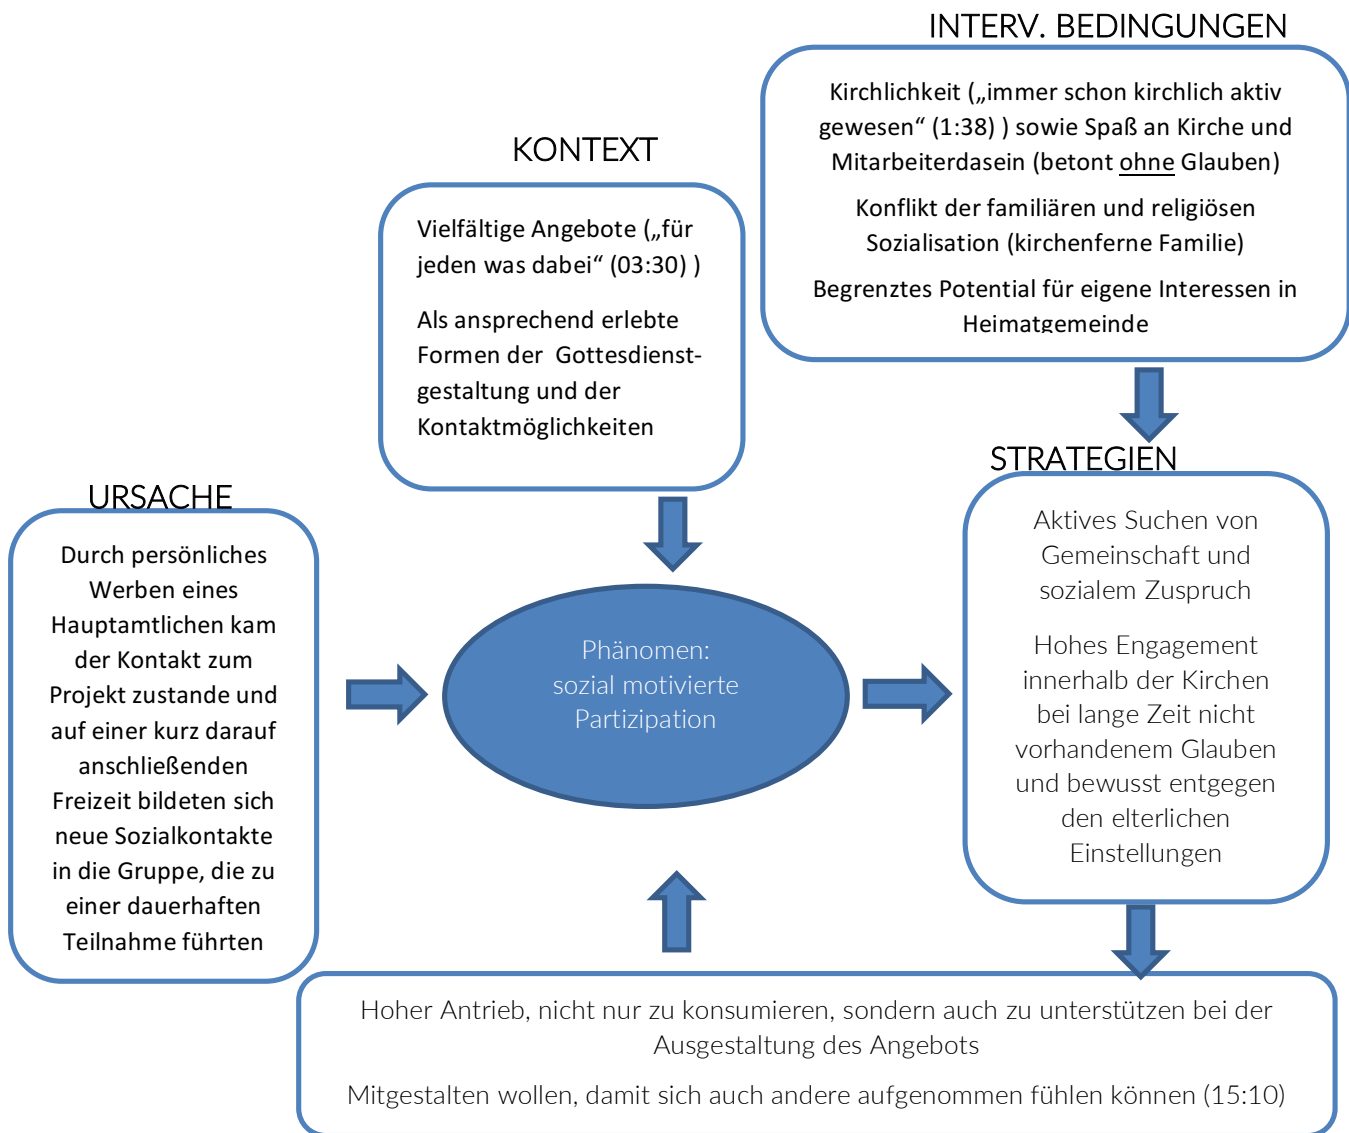 INTERV. BEDINGUNGEN
Kirchlichkeit („immer schon kirchlich aktiv
gewesen“ (1:38) ) sowie Spaß an Kirche und
Mitarbeiterdasein (betont ohne Glauben)
Konflikt der familiären und religiösen
Sozialisation (kirchenferne Familie)
Begrenztes Potential für eigene Interessen in
Heimatgemeinde
KONTEXT
Vielfältige Angebote („für
jeden was dabei“ (03:30) )
Als ansprechend erlebte
Formen der Gottesdienst-
gestaltung und der
Kontaktmöglichkeiten
URSACHE
Durch persönliches
Werben eines
Hauptamtlichen kam
der Kontakt zum
Projekt zustande und
auf einer kurz darauf
anschließenden
Freizeit bildeten sich
neue Sozialkontakte
in die Gruppe, die zu
einer dauerhaften
Teilnahme führten
Phänomen:
sozial motivierte
Partizipation
STRATEGIEN
Aktives Suchen von
Gemeinschaft und
sozialem Zuspruch
Hohes Engagement
innerhalb der Kirchen
bei lange Zeit nicht
vorhandenem Glauben
und bewusst entgegen
den elterlichen
Einstellungen
Hoher Antrieb, nicht nur zu konsumieren, sondern auch zu unterstützen bei der
Ausgestaltung des Angebots
Mitgestalten wollen, damit sich auch andere aufgenommen fühlen können (15:10)